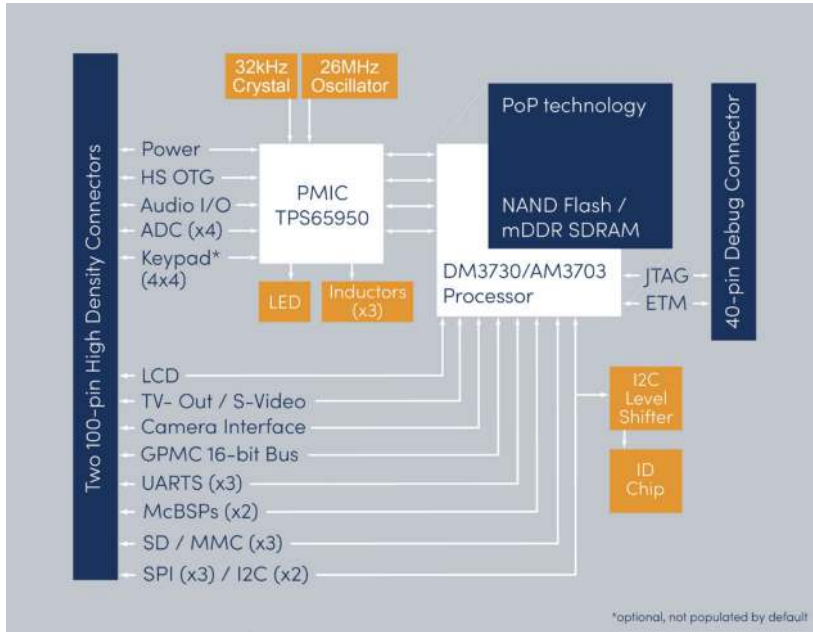 32kHz
Crystal
26MHz
Oscillator
PoP technology
NAND Flash /
mDDR SDRAM
Two 100-pin High Density Connectors
Power
HS OTG
Audio I/O
ADC (x4)
Keypad*
(4x4)
PMIC
TPS65950
LED
Inductors
(x3)
DM3730/AM3703
Processor
JTAG
ETM
40-pin Debug Connector
LCD
TV- Out / S-Video
Camera Interface
GPMC 16-bit Bus
UARTS (x3)
McBSPs (x2)
SD / MMC (x3)
SPI (x3) / I2C (x2)
I2C
Level
Shifter
ID
Chip
*optional, not populated by default